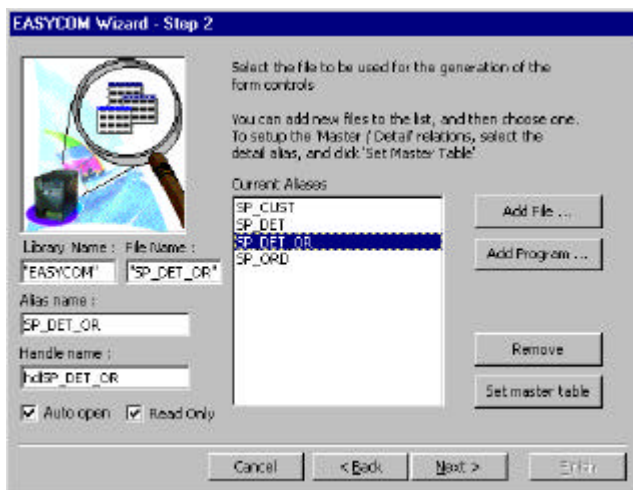 EASYCOM Wizard - Step 2
Select the file to be used for the generation of the
form controls
You can add new files to the list, and then choose one.
To setup the 'Master / Detail' relations, select the
detail alias, and click 'Set Master Table'
Current Aliases
SP_CUST
SP_DET
SP_DET_OR
SP_ORD
Add File ...
Add Program ...
Remove
Set master table
Library Name : File Name :
"EASYCOM" "SP_DET_OR"
Alias name :
SP_DET_OR
Handle name :
hdlSP_DET_OR
Auto open Read Only
Cancel < Back Next > Finish